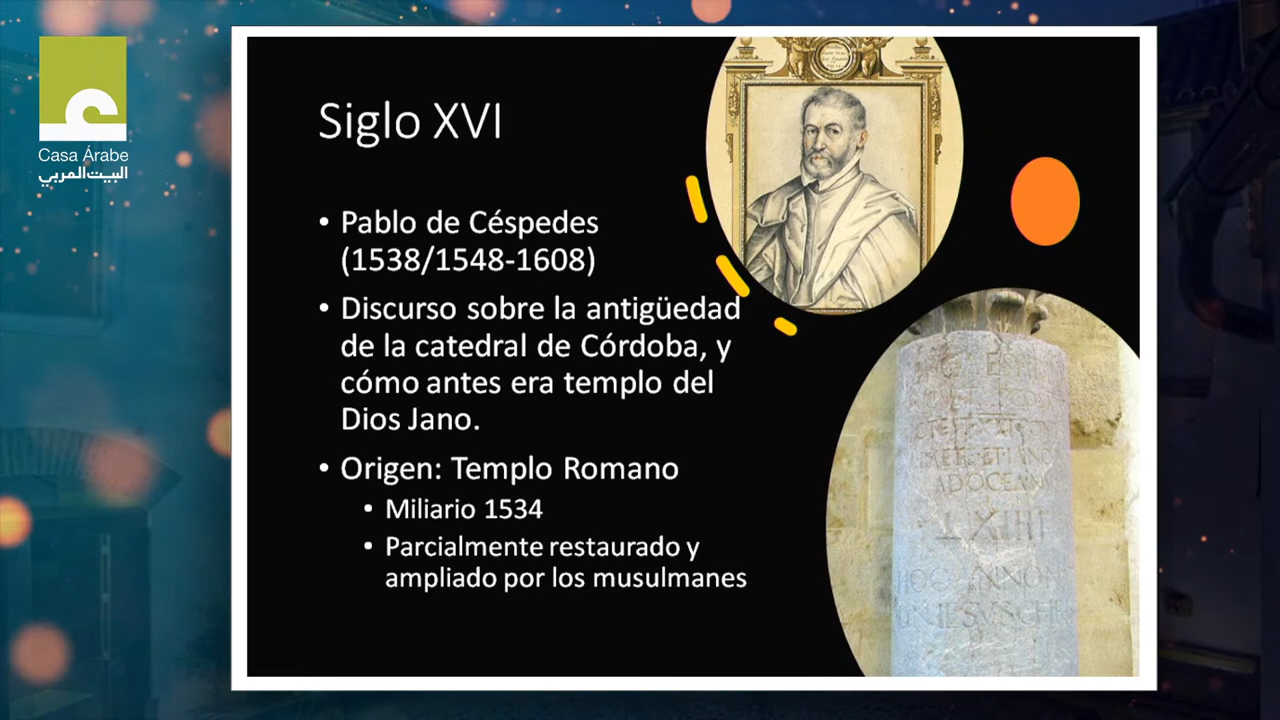 Casa Árabe
البيت العربي
Siglo XVI
• Pablo de Céspedes
(1538/1548-1608)
• Discurso sobre la antigüedad
de la catedral de Córdoba, y
cómo antes era templo del
Dios Jano.
• Origen: Templo Romano
• Miliario 1534
• Parcialmente restaurado y
ampliado por los musulmanes
AD·OCEANV
LXIIII